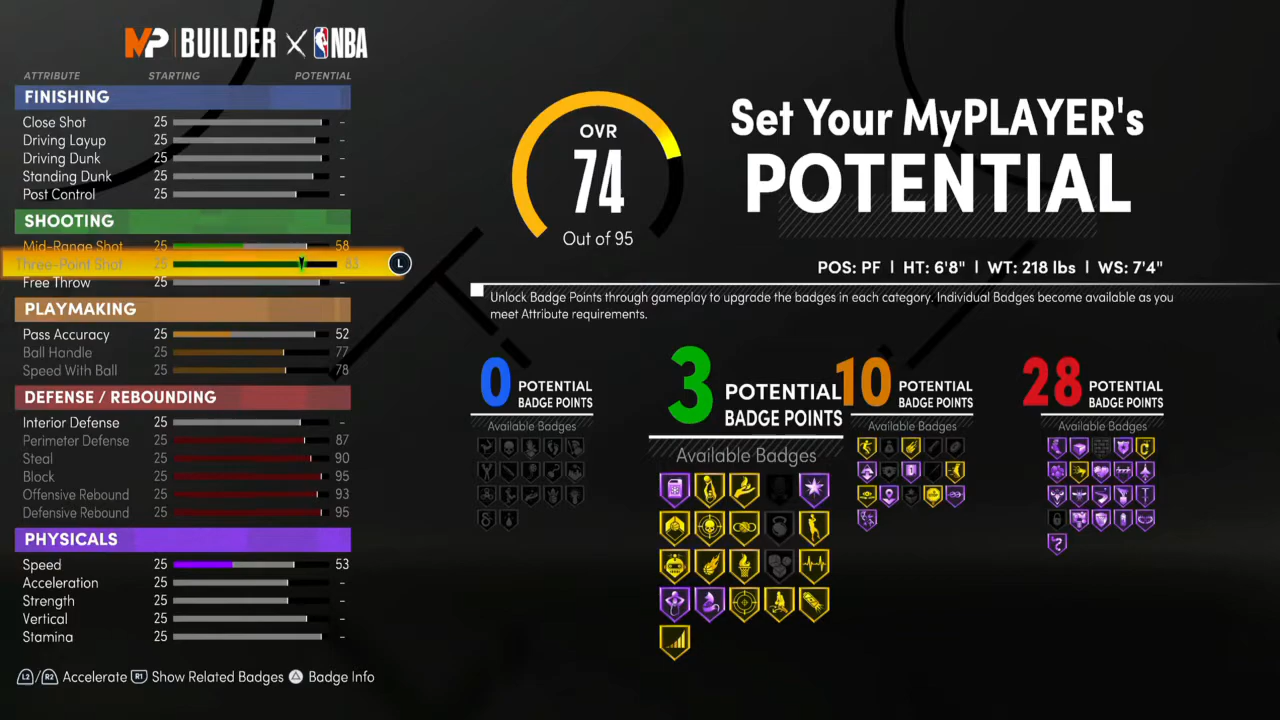 MP | BUILDER X NBA
ATTRIBUTE STARTING POTENTIAL
FINISHING
Close Shot 25 -
Driving Layup 25 -
Driving Dunk 25 -
Standing Dunk 25 -
Post Control 25 -
SHOOTING
Mid-Range Shot 25 58
Three-Point Shot 25 83 L
Free Throw 25 -
PLAYMAKING
Pass Accuracy 25 52
Ball Handle 25 77
Speed With Ball 25 78
DEFENSE / REBOUNDING
Interior Defense 25 -
Perimeter Defense 25 87
Steal 25 90
Block 25 95
Offensive Rebound 25 93
Defensive Rebound 25 95
PHYSICALS
Speed 25 53
Acceleration 25 -
Strength 25 -
Vertical 25 -
Stamina 25 -
L2/R2 Accelerate R1 Show Related Badges Badge Info
OVR
74
Out of 95
Set Your MyPLAYER's
POTENTIAL
POS: PF | HT: 6'8" | WT: 218 lbs | WS: 7'4"
Unlock Badge Points through gameplay to upgrade the badges in each category. Individual Badges become available as you
meet Attribute requirements.
0 POTENTIAL
BADGE POINTS
Available Badges
3 POTENTIAL
BADGE POINTS
Available Badges
10 POTENTIAL
BADGE POINTS
Available Badges
28 POTENTIAL
BADGE POINTS
Available Badges